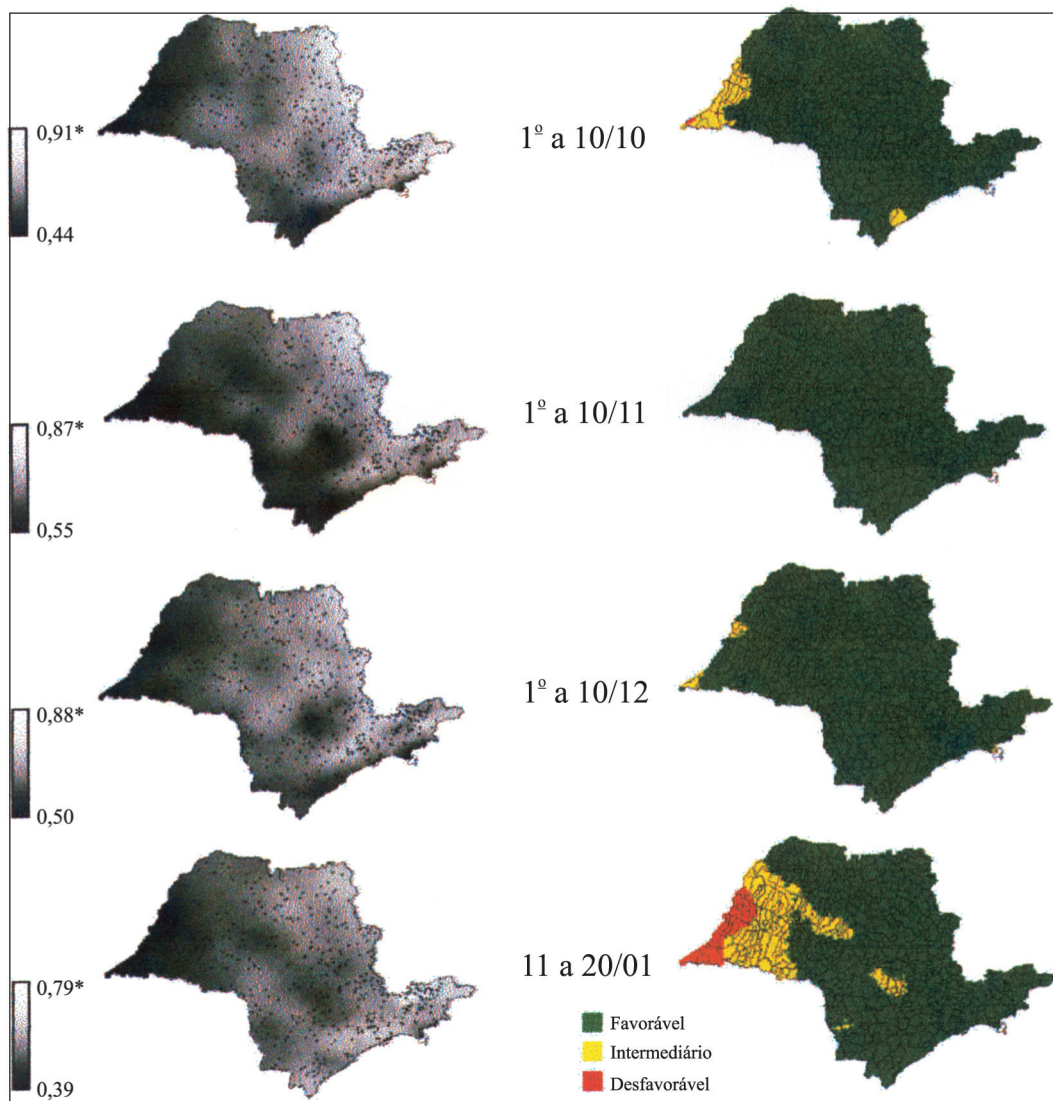 0,91*
1º a 10/10
0,44
0,87*
1º a 10/11
0,55
0,88*
1º a 10/12
0,50
0,79*
11 a 20/01
0,39
Favorável
Intermediário
Desfavorável